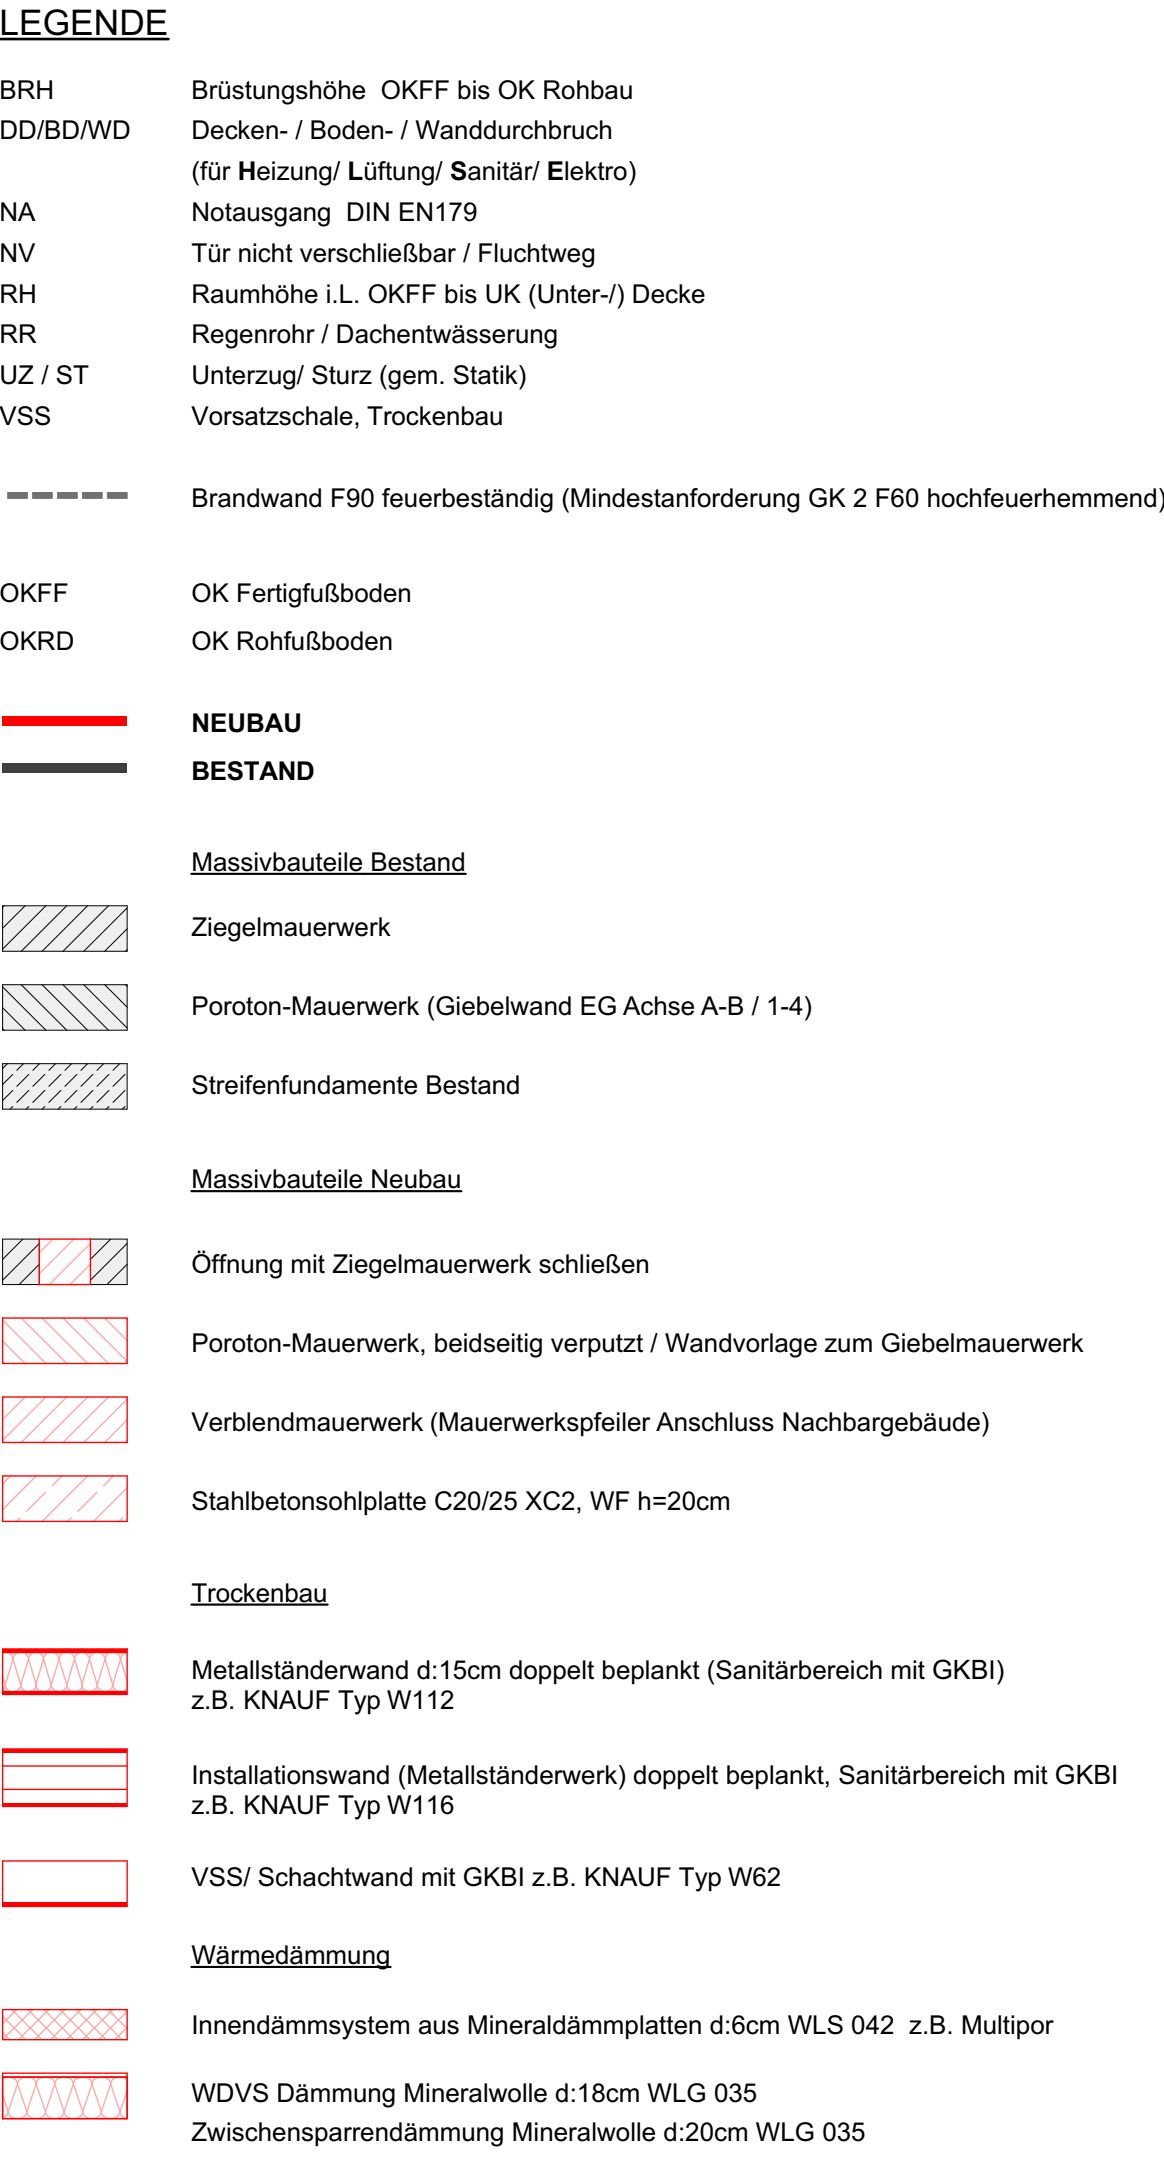 LEGENDE
BRH Brüstungshöhe OKFF bis OK Rohbau
DD/BD/WD Decken- / Boden- / Wanddurchbruch
(für Heizung/ Lüftung/ Sanitär/ Elektro)
NA Notausgang DIN EN179
NV Tür nicht verschließbar / Fluchtweg
RH Raumhöhe i.L. OKFF bis UK (Unter-/) Decke
RR Regenrohr / Dachentwässerung
UZ / ST Unterzug/ Sturz (gem. Statik)
VSS Vorsatzschale, Trockenbau
Brandwand F90 feuerbeständig (Mindestanforderung GK 2 F60 hochfeuerhemmend)
OKFF OK Fertigfußboden
OKRD OK Rohfußboden
NEUBAU
BESTAND
Massivbauteile Bestand
Ziegelmauerwerk
Poroton-Mauerwerk (Giebelwand EG Achse A-B / 1-4)
Streifenfundamente Bestand
Massivbauteile Neubau
Öffnung mit Ziegelmauerwerk schließen
Poroton-Mauerwerk, beidseitig verputzt / Wandvorlage zum Giebelmauerwerk
Verblendmauerwerk (Mauerwerkspfeiler Anschluss Nachbargebäude)
Stahlbetonsohlplatte C20/25 XC2, WF h=20cm
Trockenbau
Metallständerwand d:15cm doppelt beplankt (Sanitärbereich mit GKBI)
z.B. KNAUF Typ W112
Installationswand (Metallständerwerk) doppelt beplankt, Sanitärbereich mit GKBI
z.B. KNAUF Typ W116
VSS/ Schachtwand mit GKBI z.B. KNAUF Typ W62
Wärmedämmung
Innendämmsystem aus Mineraldämmplatten d:6cm WLS 042 z.B. Multipor
WDVS Dämmung Mineralwolle d:18cm WLG 035
Zwischensparrendämmung Mineralwolle d:20cm WLG 035